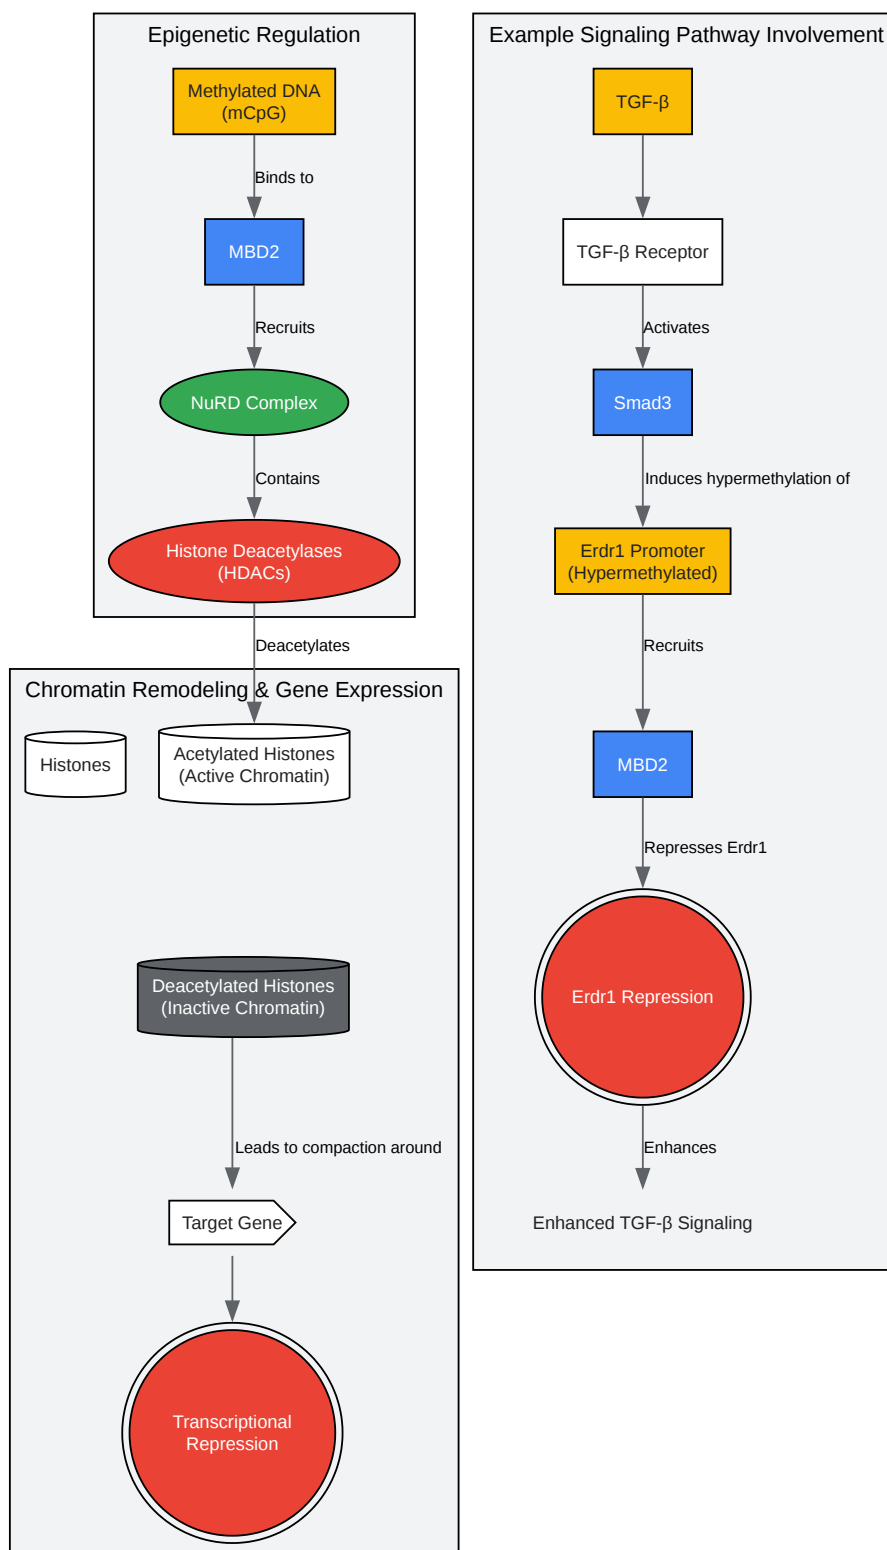 Epigenetic Regulation
Methylated DNA
(mCpG)
Binds to
MBD2
Recruits
NuRD Complex
Contains
Histone Deacetylases
(HDACs)
Deacetylates
Chromatin Remodeling & Gene Expression
Histones
Acetylated Histones
(Active Chromatin)
Deacetylated Histones
(Inactive Chromatin)
Leads to compaction around
Target Gene
Transcriptional
Repression
Example Signaling Pathway Involvement
TGF-β
TGF-β Receptor
Activates
Smad3
Induces hypermethylation of
Erdr1 Promoter
(Hypermethylated)
Recruits
MBD2
Represses Erdr1
Erdr1 Repression
Enhances
Enhanced TGF-β Signaling